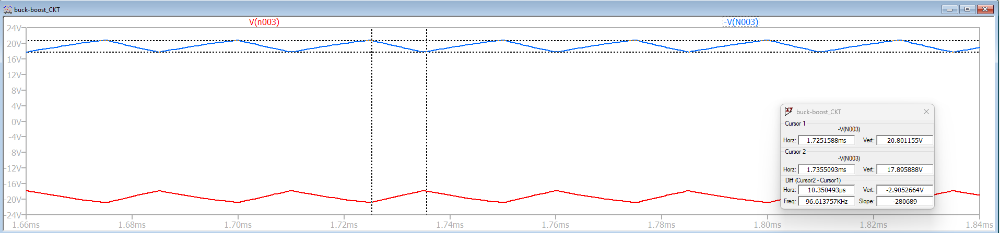 buck-boost_CKT
V(n003) -V(N003)
24V
20V
16V
12V
8V
4V
0V
-4V
-8V
-12V
-16V
-20V
-24V
1.66ms 1.68ms 1.70ms 1.72ms 1.74ms 1.76ms 1.78ms 1.80ms 1.82ms 1.84ms
buck-boost_CKT
Cursor 1
-V(N003)
Horz: 1.7251588ms Vert: 20.801155V
Cursor 2
-V(N003)
Horz: 1.7355093ms Vert: 17.895888V
Diff (Cursor2 - Cursor1)
Horz: 10.350493µs Vert: -2.9052664V
Freq: 96.613757KHz Slope: -280689